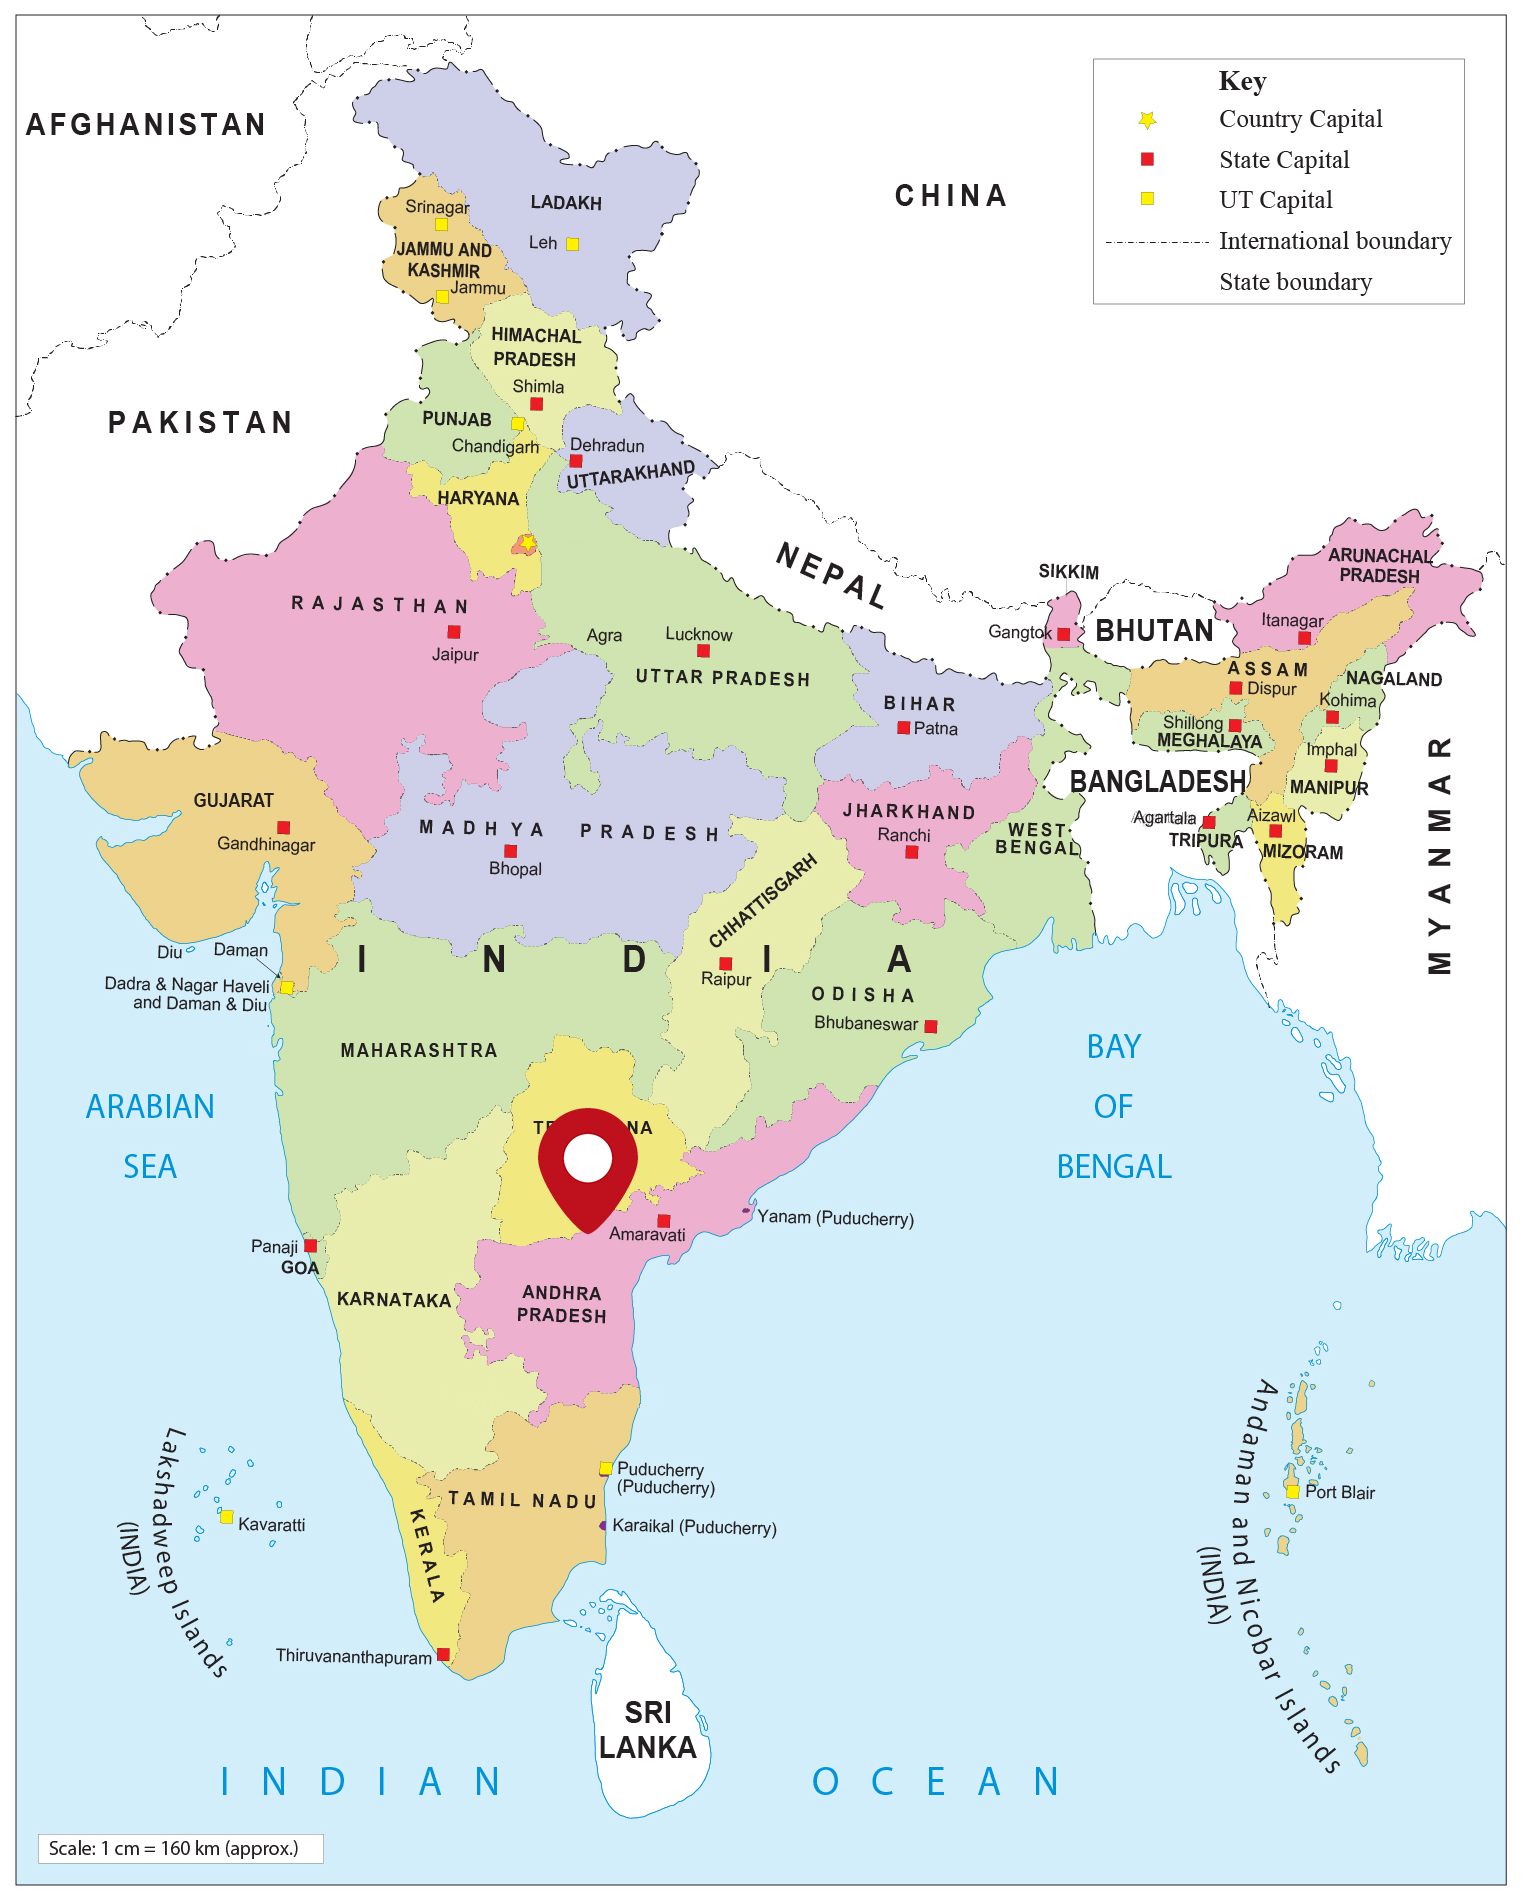 Key
Country Capital
State Capital
UT Capital
International boundary
State boundary
AFGHANISTAN
CHINA
LADAKH
Srinagar
Leh
JAMMU AND
KASHMIR
Jammu
HIMACHAL
PRADESH
Shimla
PAKISTAN
PUNJAB
Chandigarh
Dehradun
UTTARAKHAND
HARYANA
NEPAL
SIKKIM
ARUNACHAL
PRADESH
RAJASTHAN
Jaipur
Agra
Lucknow
UTTAR PRADESH
Gangtok
BHUTAN
Itanagar
ASSAM
Dispur
NAGALAND
Kohima
BIHAR
Patna
Shillong
MEGHALAYA
Imphal
MANIPUR
BANGLADESH
MYANMAR
GUJARAT
Gandhinagar
MADHYA PRADESH
Bhopal
JHARKHAND
Ranchi
WEST
BENGAL
Agartala
TRIPURA
Aizawl
MIZORAM
CHHATTISGARH
Raipur
INDIA
Diu
Daman
Dadra & Nagar Haveli
and Daman & Diu
ODISHA
Bhubaneswar
MAHARASHTRA
ARABIAN
SEA
BAY
OF
BENGAL
Amaravati
Yanam (Puducherry)
Panaji
GOA
KARNATAKA
ANDHRA
PRADESH
Lakshadweep Islands
(INDIA)
Kavaratti
KERALA
TAMIL NADU
Puducherry
(Puducherry)
Karaikal (Puducherry)
Thiruvananthapuram
Andaman and Nicobar Islands
(INDIA)
Port Blair
SRI
LANKA
INDIAN OCEAN
Scale: 1 cm = 160 km (approx.)